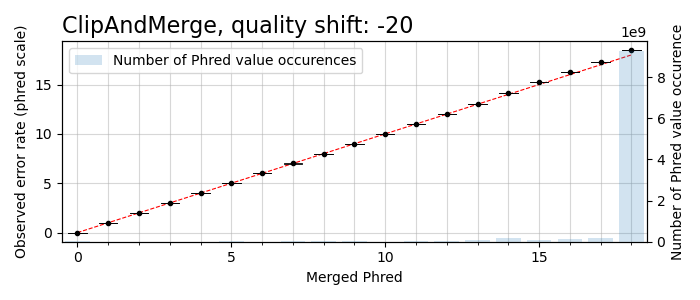 ClipAndMerge, quality shift: -20
1e9
Number of Phred value occurences
Observed error rate (phred scale)
15
10
5
0
8
6
4
2
0
Number of Phred value occurence
0
5
10
15
Merged Phred